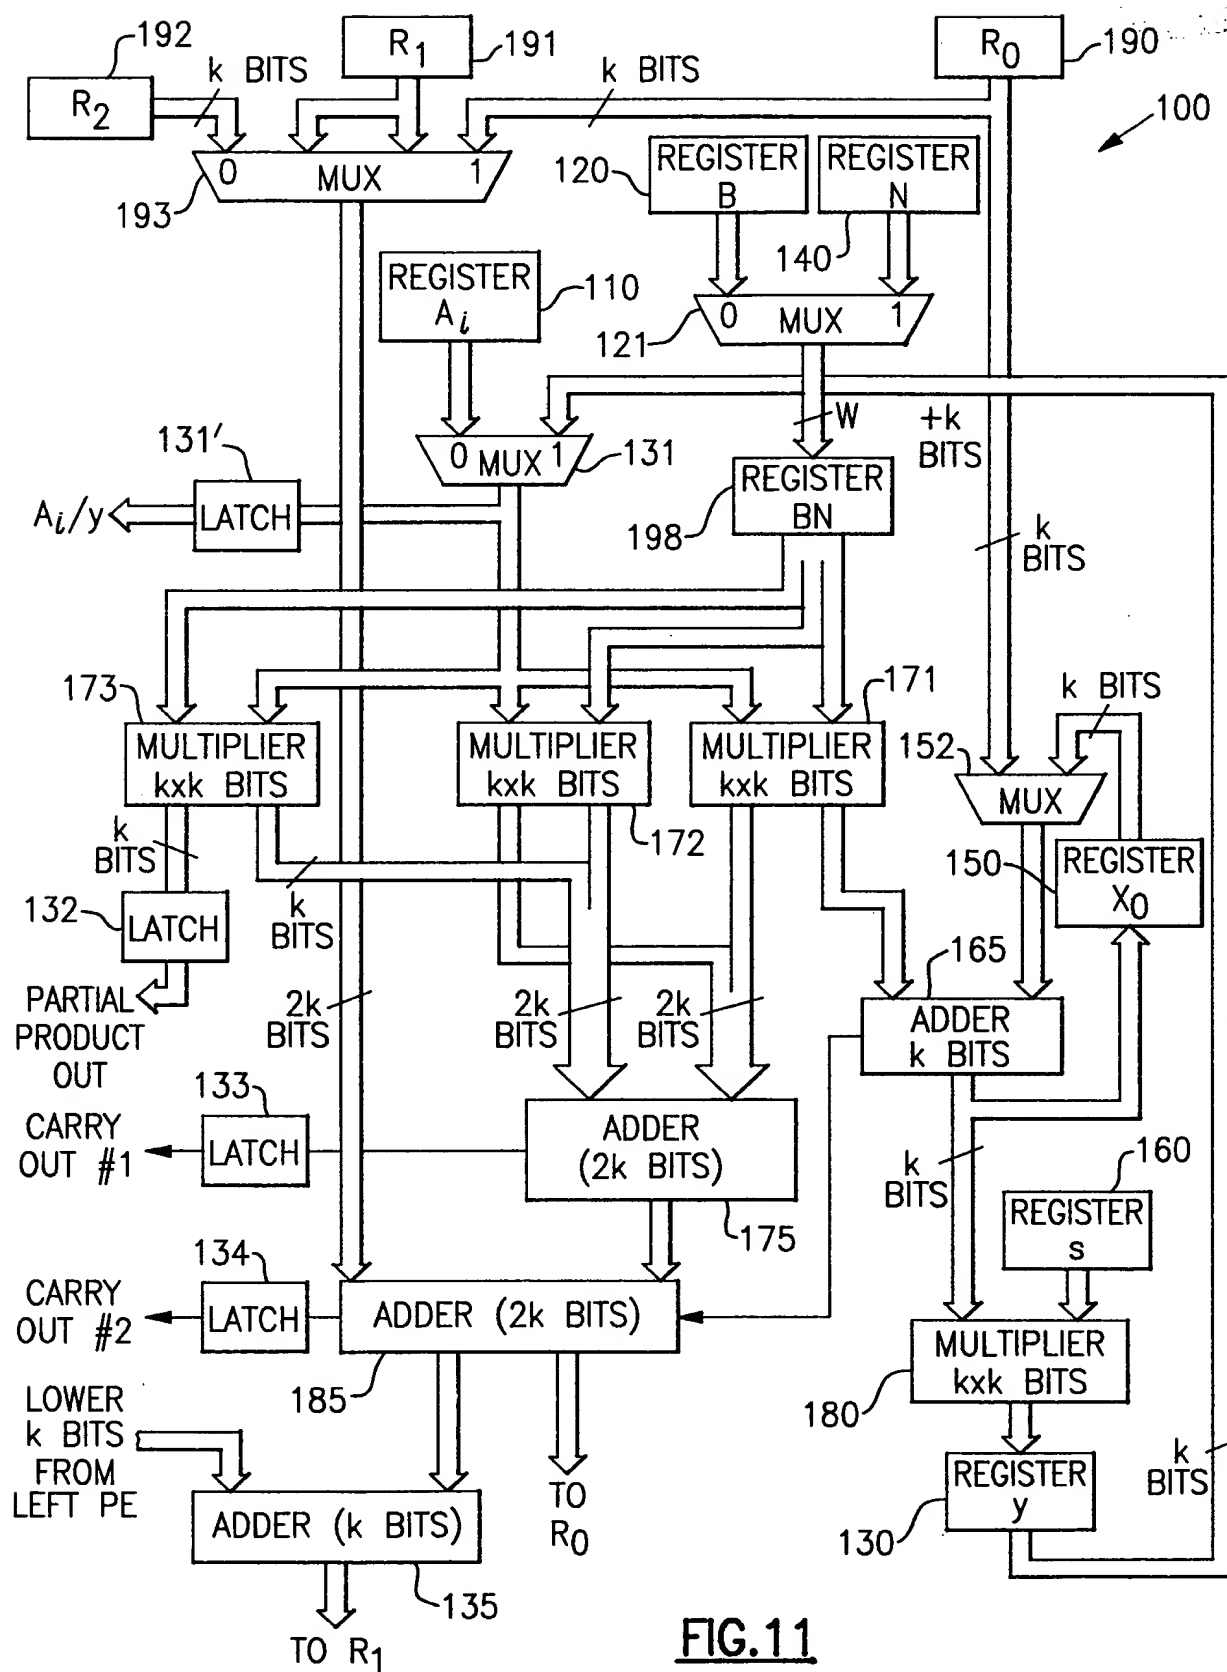 192
R2
k BITS
R1
191
k BITS
R0
190
100
0 MUX 1
193
120
REGISTER
B
REGISTER
N
140
REGISTER
Ai
110
0 MUX 1
121
W
+k
BITS
131′
0 MUX 1
131
Ai/y
LATCH
REGISTER
BN
198
k
BITS
173
MULTIPLIER
kxk BITS
MULTIPLIER
kxk BITS
172
171
MULTIPLIER
kxk BITS
k BITS
152
MUX
k
BITS
k
BITS
132
LATCH
150
REGISTER
X0
PARTIAL
PRODUCT
OUT
2k
BITS
2k
BITS
2k
BITS
165
ADDER
k BITS
133
CARRY
OUT #1
LATCH
ADDER
(2k BITS)
175
k
BITS
160
REGISTER
s
134
CARRY
OUT #2
LATCH
ADDER (2k BITS)
185
MULTIPLIER
kxk BITS
180
LOWER
k BITS
FROM
LEFT PE
TO
R0
REGISTER
y
130
k
BITS
ADDER (k BITS)
135
TO R1
FIG.11